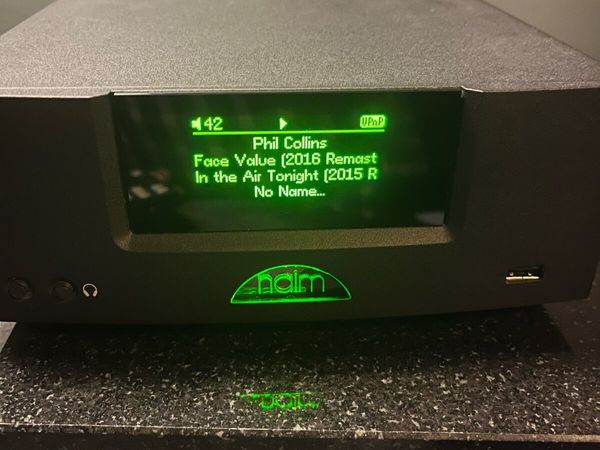 42 UPnP
Phil Collins
Face Value (2016 Remast
In the Air Tonight (2015 R
No Name...
naim